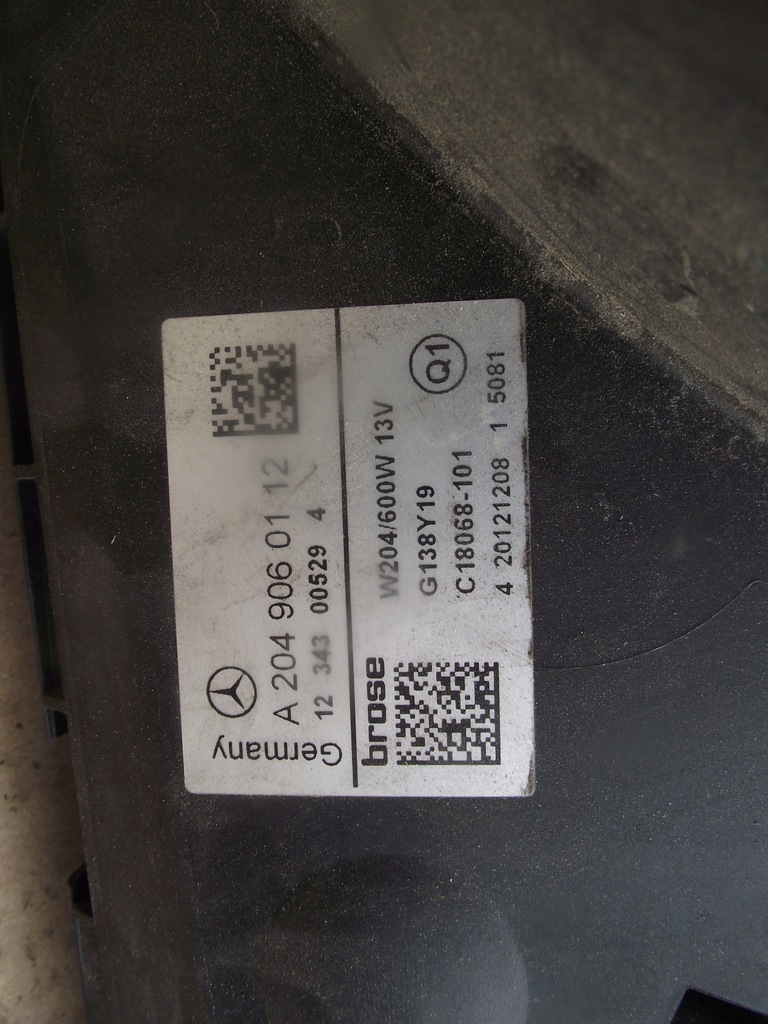 Germany
A 204 906 01 12
12 343 00529 4
brose
W204/600W 13V
G138Y19
C18068-101
4 20121208 1 5081
Q1